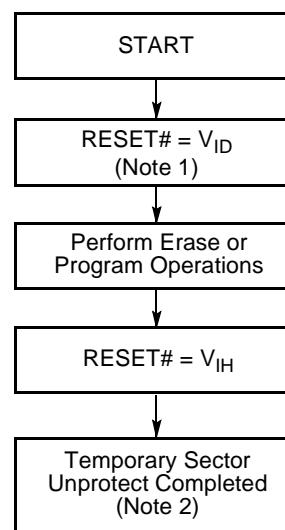 START
RESET# = VID
(Note 1)
Perform Erase or
Program Operations
RESET# = VIH
Temporary Sector
Unprotect Completed
(Note 2)